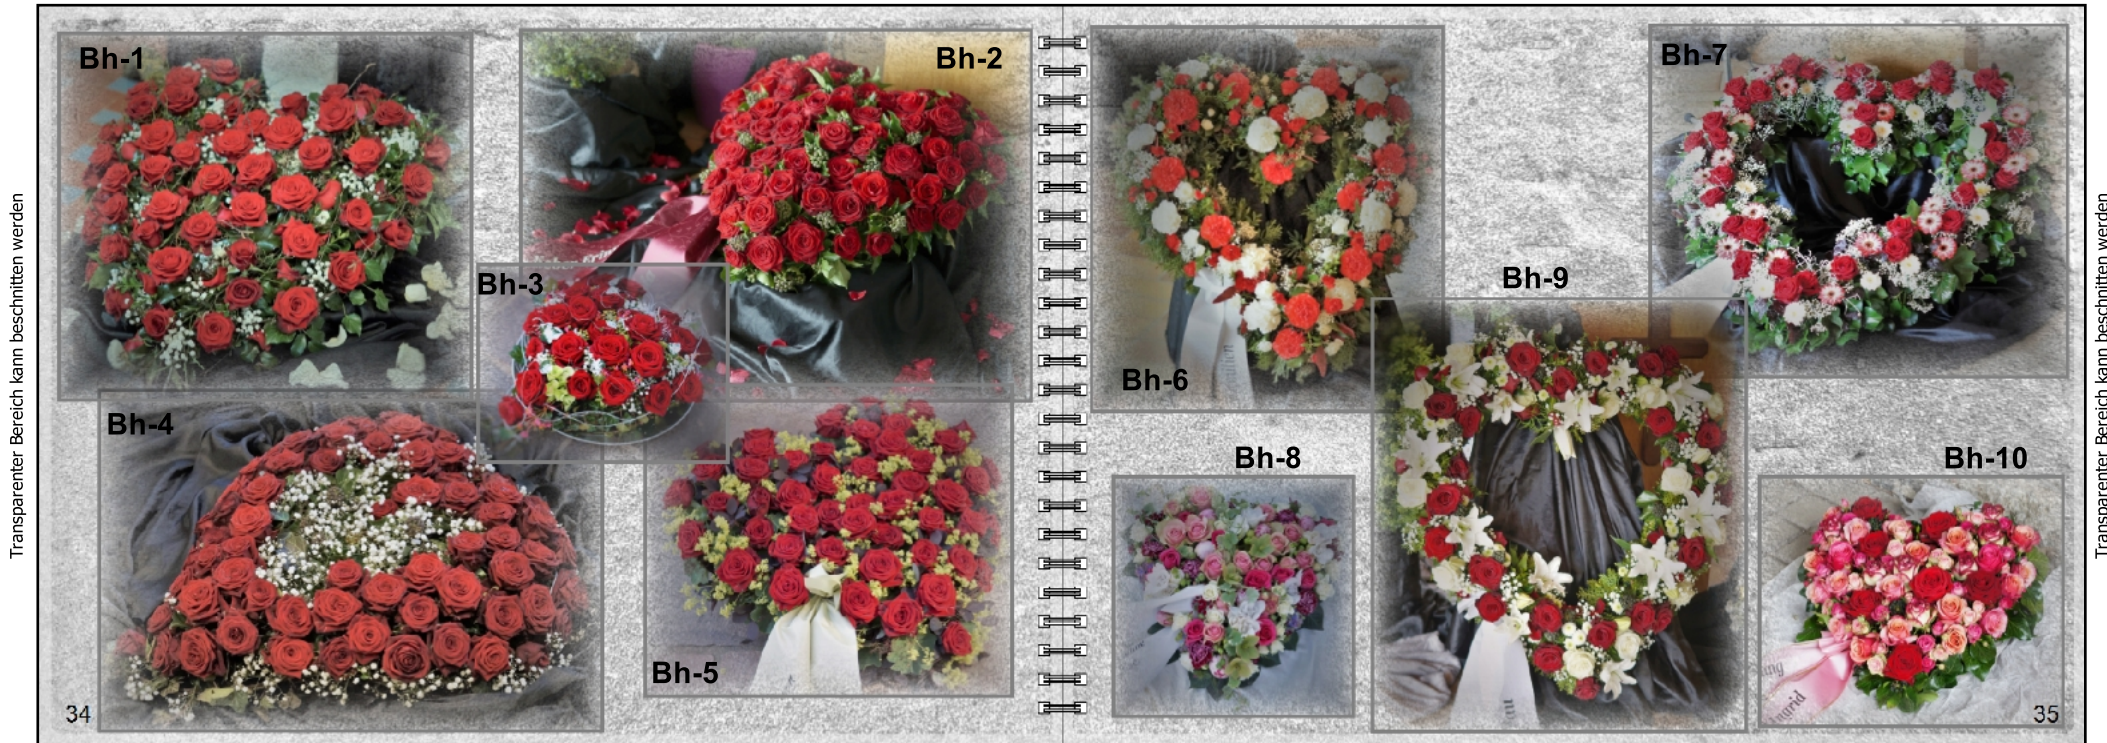 Transparenter Bereich kann beschnitten werden
Bh-1
Bh-2
Bh-3
Bh-4
Bh-5
34
Bh-6
Bh-7
Bh-8
Bh-9
Bh-10
ngrid
35
Transparenter Bereich kann beschnitten werden